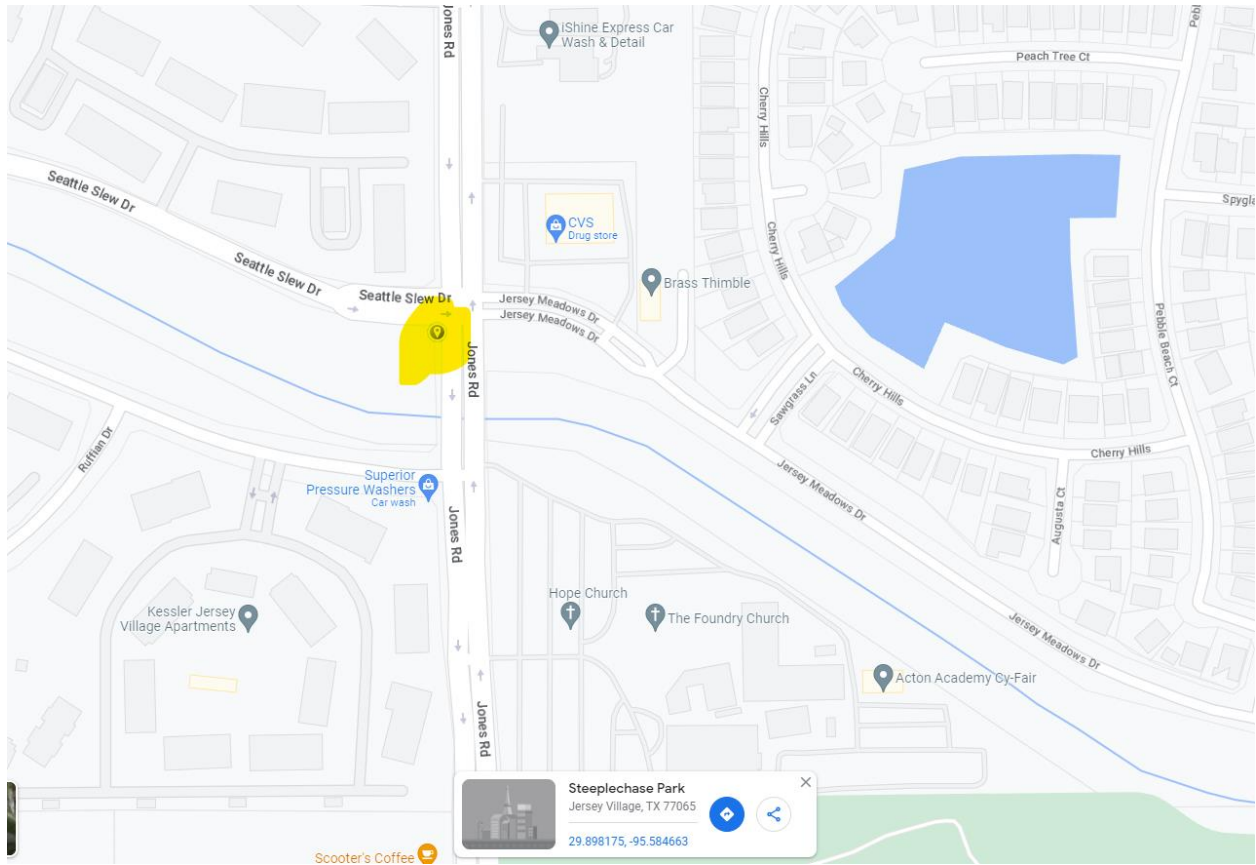 Jones Rd
iShine Express Car
Wash & Detail
Peach Tree Ct
Cherry Hills
Seattle Slew Dr
CVS
Drug store
Cherry Hills
Seattle Slew Dr
Seattle Slew Dr
Brass Thimble
Jersey Meadows Dr
Jersey Meadows Dr
Jones Rd
Pebble Beach Ct
Sawgrass Ln
Cherry Hills
Cherry Hills
Ruffian Dr
Superior
Pressure Washers
Car wash
Jones Rd
Jersey Meadows Dr
Augusta Ct
Hope Church
The Foundry Church
Kessler Jersey
Village Apartments
Jersey Meadows Dr
Acton Academy Cy-Fair
Jones Rd
Steeplechase Park
Jersey Village, TX 77065
29.898175, -95.584663
Scooter's Coffee